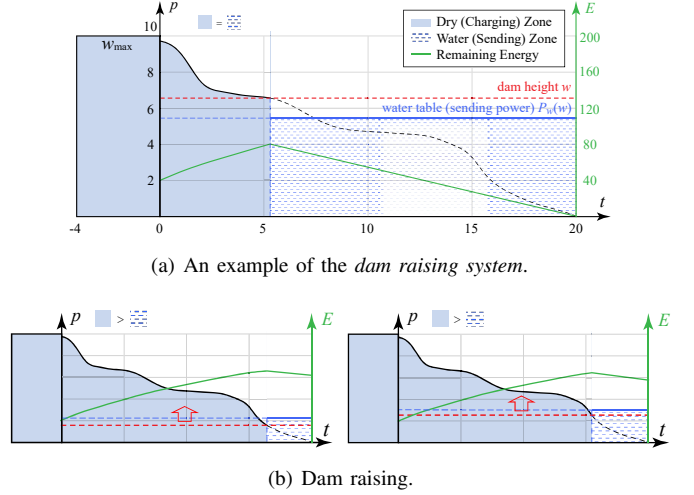 10 p E
= Dry (Charging) Zone 200
w_max Water (Sending) Zone
Remaining Energy
8 160
dam height w
6 water table (sending power) P_w(w) 120
4 80
2 40
t
-4 0 5 10 15 20
(a) An example of the dam raising system.
p > E p > E
t t
(b) Dam raising.